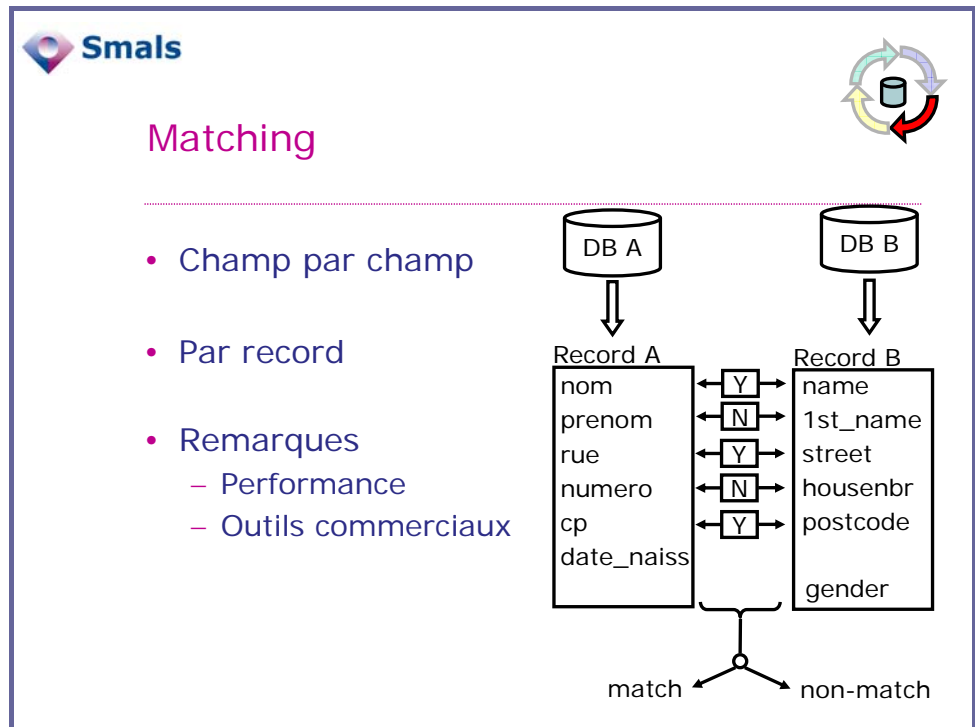 Smals
Matching
• Champ par champ
• Par record
• Remarques
– Performance
– Outils commerciaux
DB A
DB B
Record A
Record B
nom Y name
prenom N 1st_name
rue Y street
numero N housenbr
cp Y postcode
date_naiss
gender
match
non-match